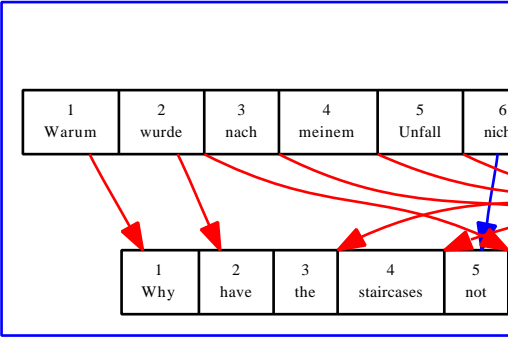 1 2 3 4 5 6
Warum wurde nach meinem Unfall
1 2 3 4 5
Why have the staircases not